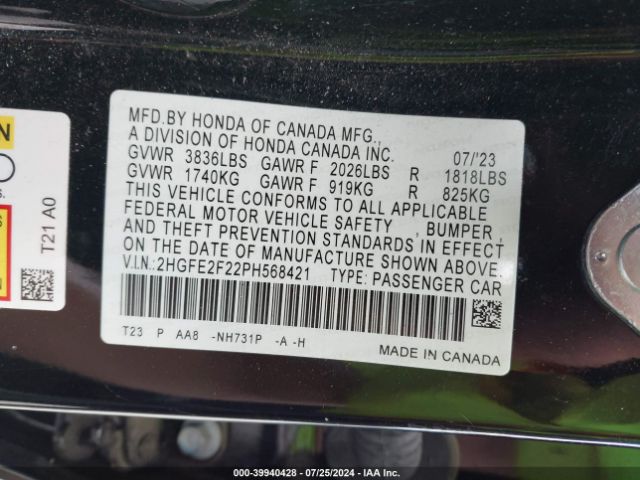 MFD.BY HONDA OF CANADA MFG.,
A DIVISION OF HONDA CANADA INC. 07/'23
GVWR 3836LBS GAWR F 2026LBS R 1818LBS
GVWR 1740KG GAWR F 919KG R 825KG
THIS VEHICLE CONFORMS TO ALL APPLICABLE
FEDERAL MOTOR VEHICLE SAFETY , BUMPER,
AND THEFT PREVENTION STANDARDS IN EFFECT
ON THE DATE OF MANUFACTURE SHOWN ABOVE.
V.I.N.:2HGFE2F22PH568421 TYPE: PASSENGER CAR
T23 P AA8 -NH731P -A -H
MADE IN CANADA
T21 A0
000-39940428 - 07/25/2024 - IAA Inc.